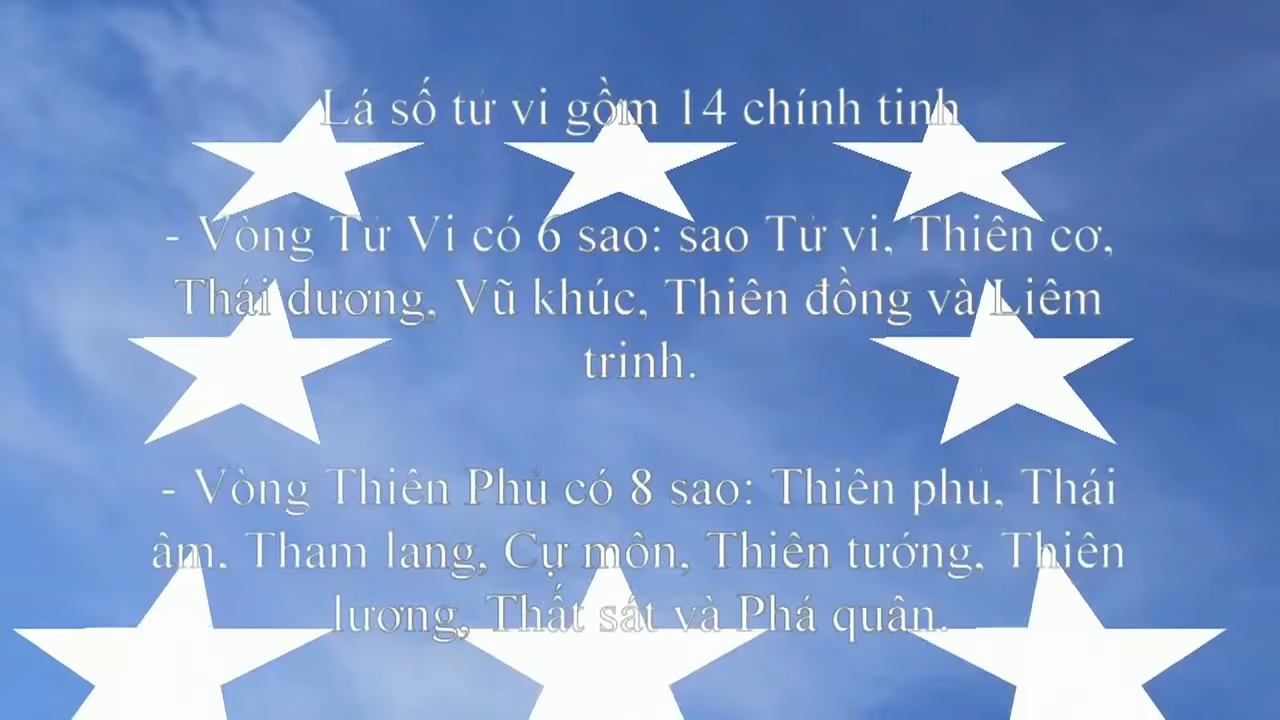 Lá số tử vi gồm 14 chính tinh
- Vòng Tử Vi có 6 sao: sao Tử vi, Thiên cơ,
Thái dương, Vũ khúc, Thiên đồng và Liêm
trinh.
- Vòng Thiên Phủ có 8 sao: Thiên phủ, Thái
âm, Tham lang, Cự môn, Thiên tướng, Thiên
lương, Thất sát và Phá quân.